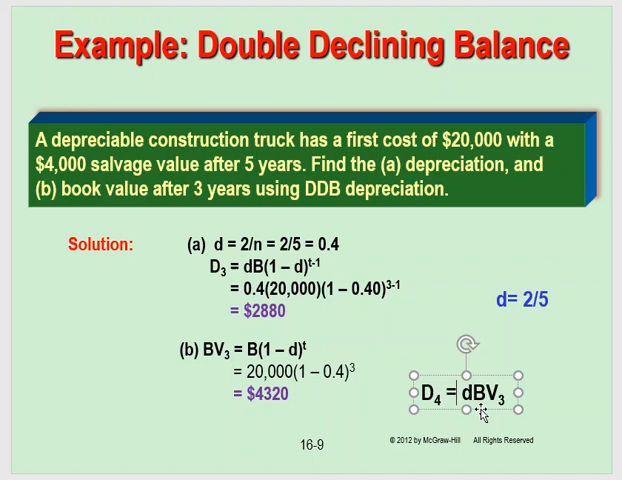 Example: Double Declining Balance
A depreciable construction truck has a first cost of $20,000 with a
$4,000 salvage value after 5 years. Find the (a) depreciation, and
(b) book value after 3 years using DDB depreciation.
Solution: (a) d = 2/n = 2/5 = 0.4
D₃ = dB(1 – d)ᵗ⁻¹
= 0.4(20,000)(1 – 0.40)³⁻¹
= $2880
d= 2/5
(b) BV₃ = B(1 – d)ᵗ
= 20,000(1 – 0.4)³
= $4320
D₄ = dBV₃
16-9
© 2012 by McGraw-Hill All Rights Reserved